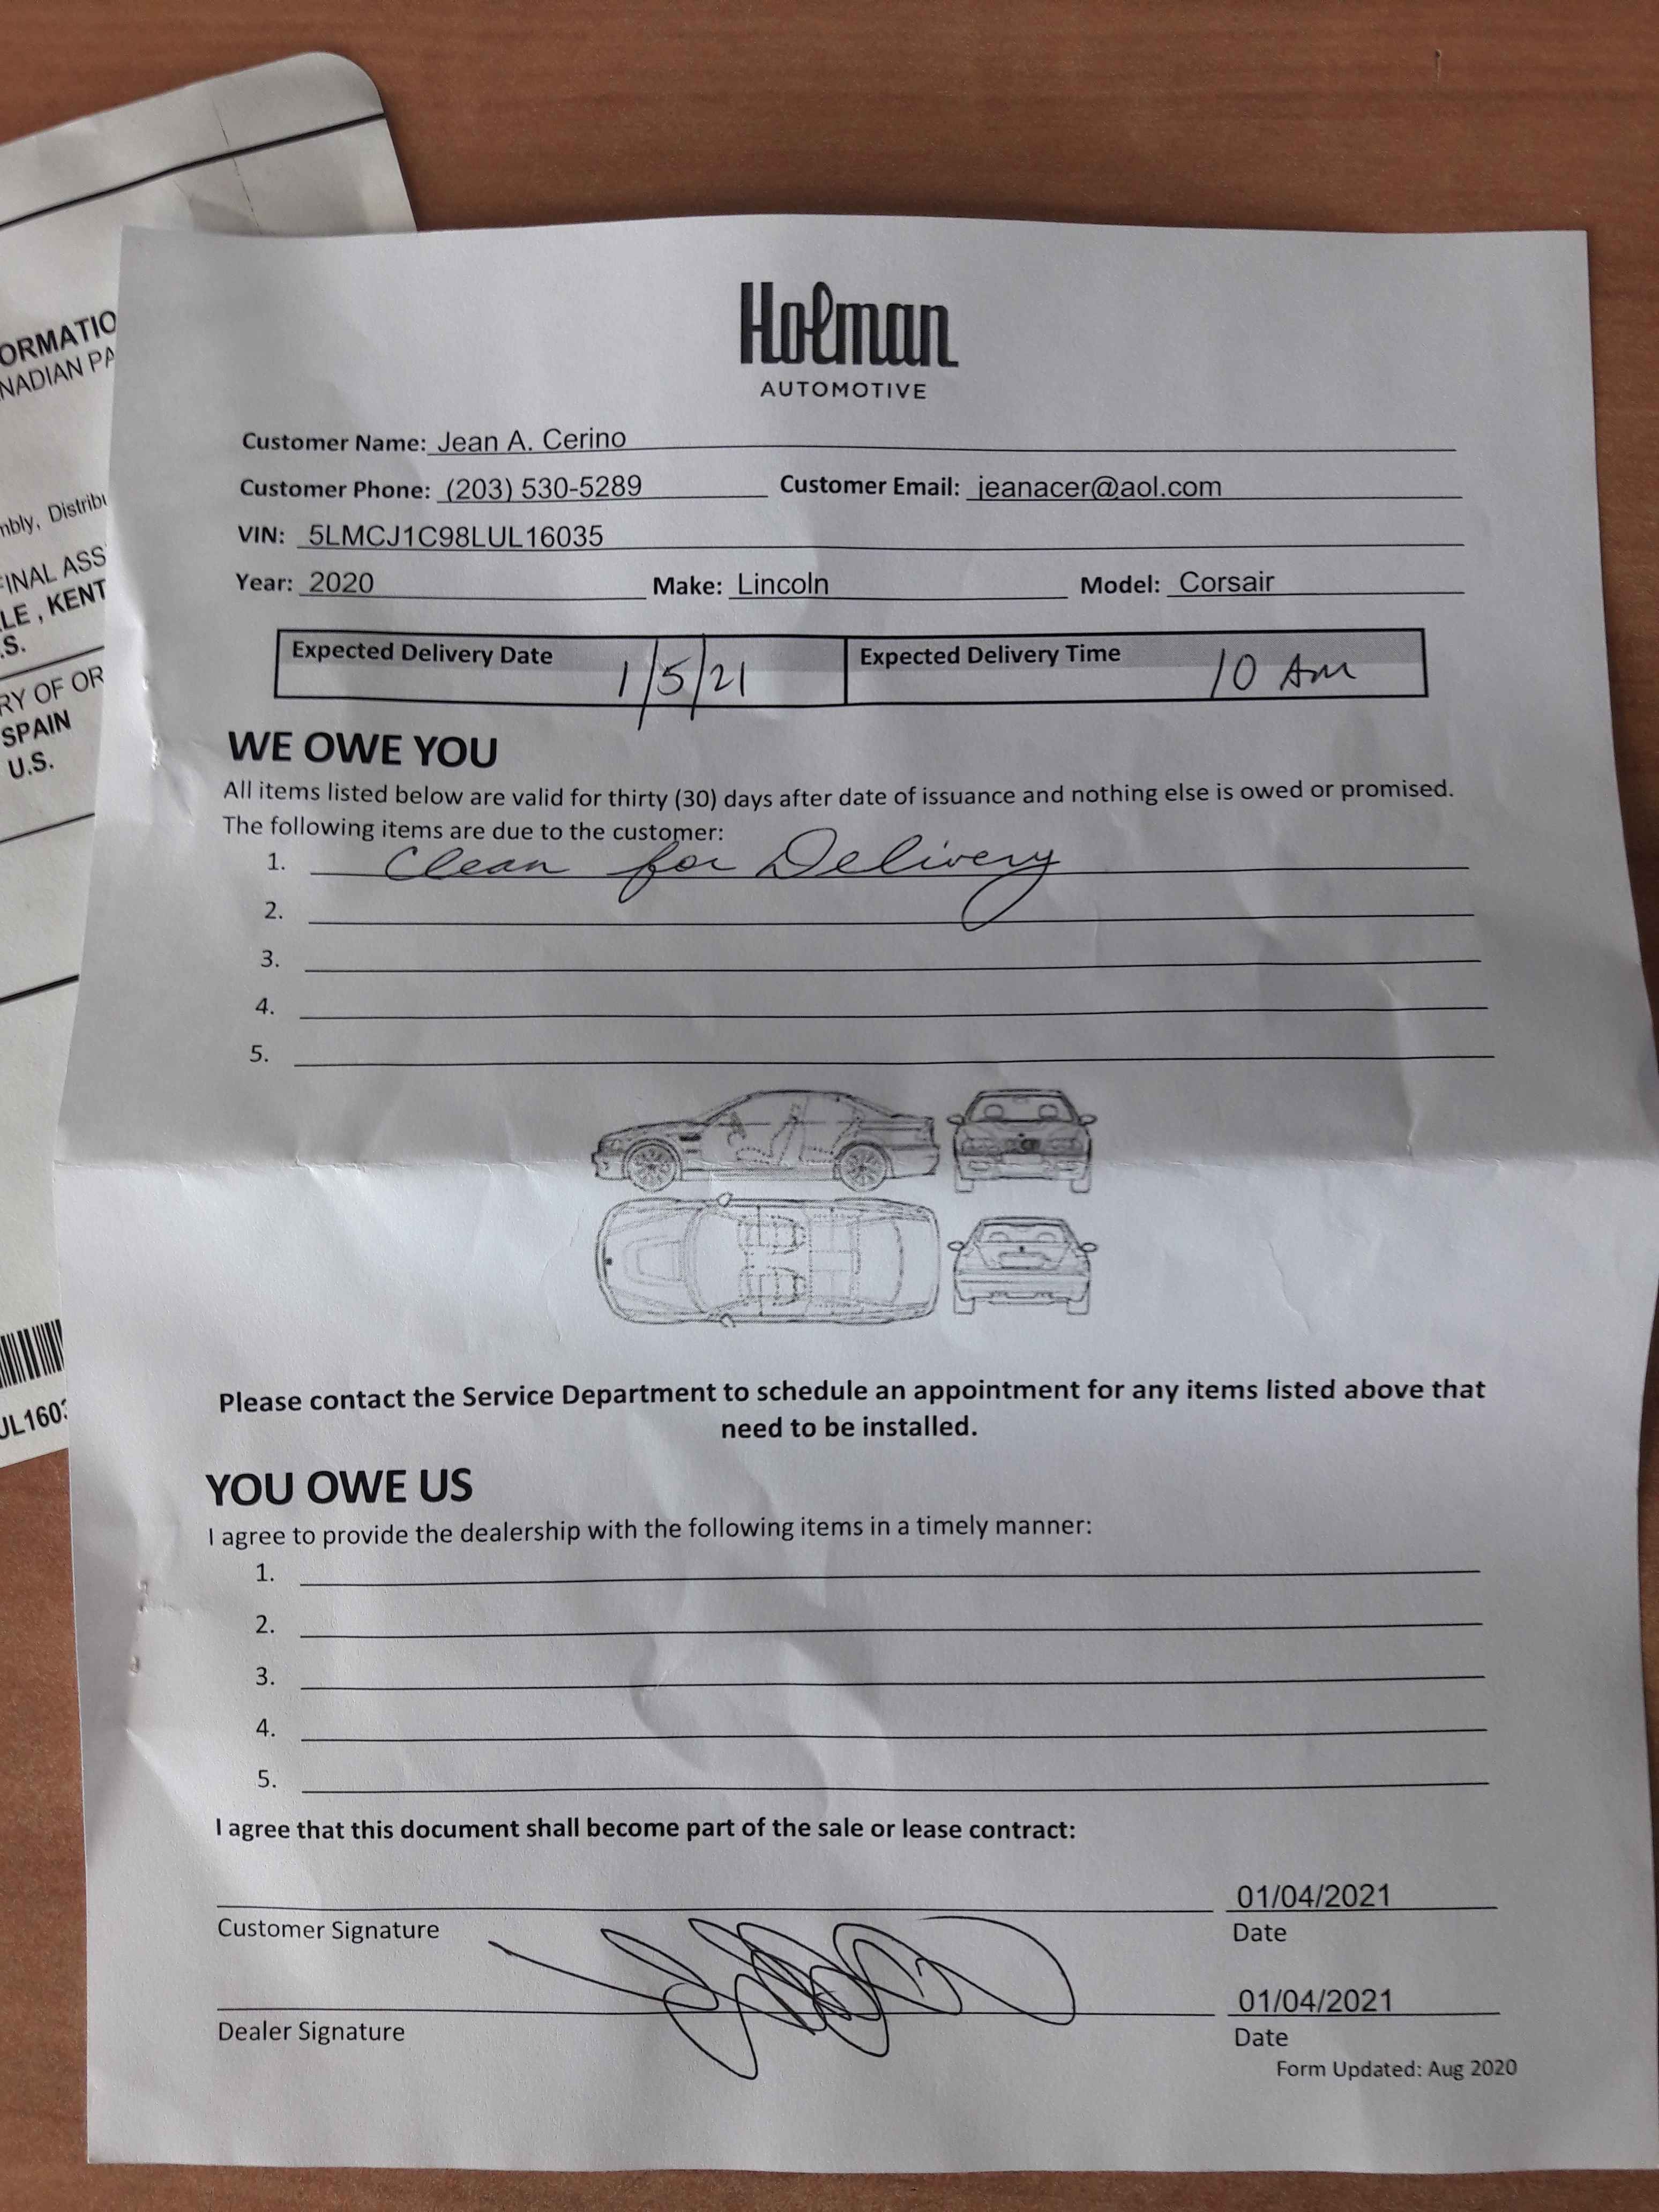 ORMATIO
NADIAN PA
mbly, Distribu
FINAL ASS
LE , KENT
.S.
RY OF OR
SPAIN
U.S.
UL1603
Holman
AUTOMOTIVE
Customer Name: Jean A. Cerino
Customer Phone: (203) 530-5289 Customer Email: jeanacer@aol.com
VIN: 5LMCJ1C98LUL16035
Year: 2020 Make: Lincoln Model: Corsair
Expected Delivery Date 1/5/21 Expected Delivery Time 10 Am
WE OWE YOU
All items listed below are valid for thirty (30) days after date of issuance and nothing else is owed or promised.
The following items are due to the customer:
1. Clean for Delivery
2.
3.
4.
5.
Please contact the Service Department to schedule an appointment for any items listed above that
need to be installed.
YOU OWE US
I agree to provide the dealership with the following items in a timely manner:
1.
2.
3.
4.
5.
I agree that this document shall become part of the sale or lease contract:
01/04/2021
Customer Signature Date
01/04/2021
Dealer Signature Date
Form Updated: Aug 2020